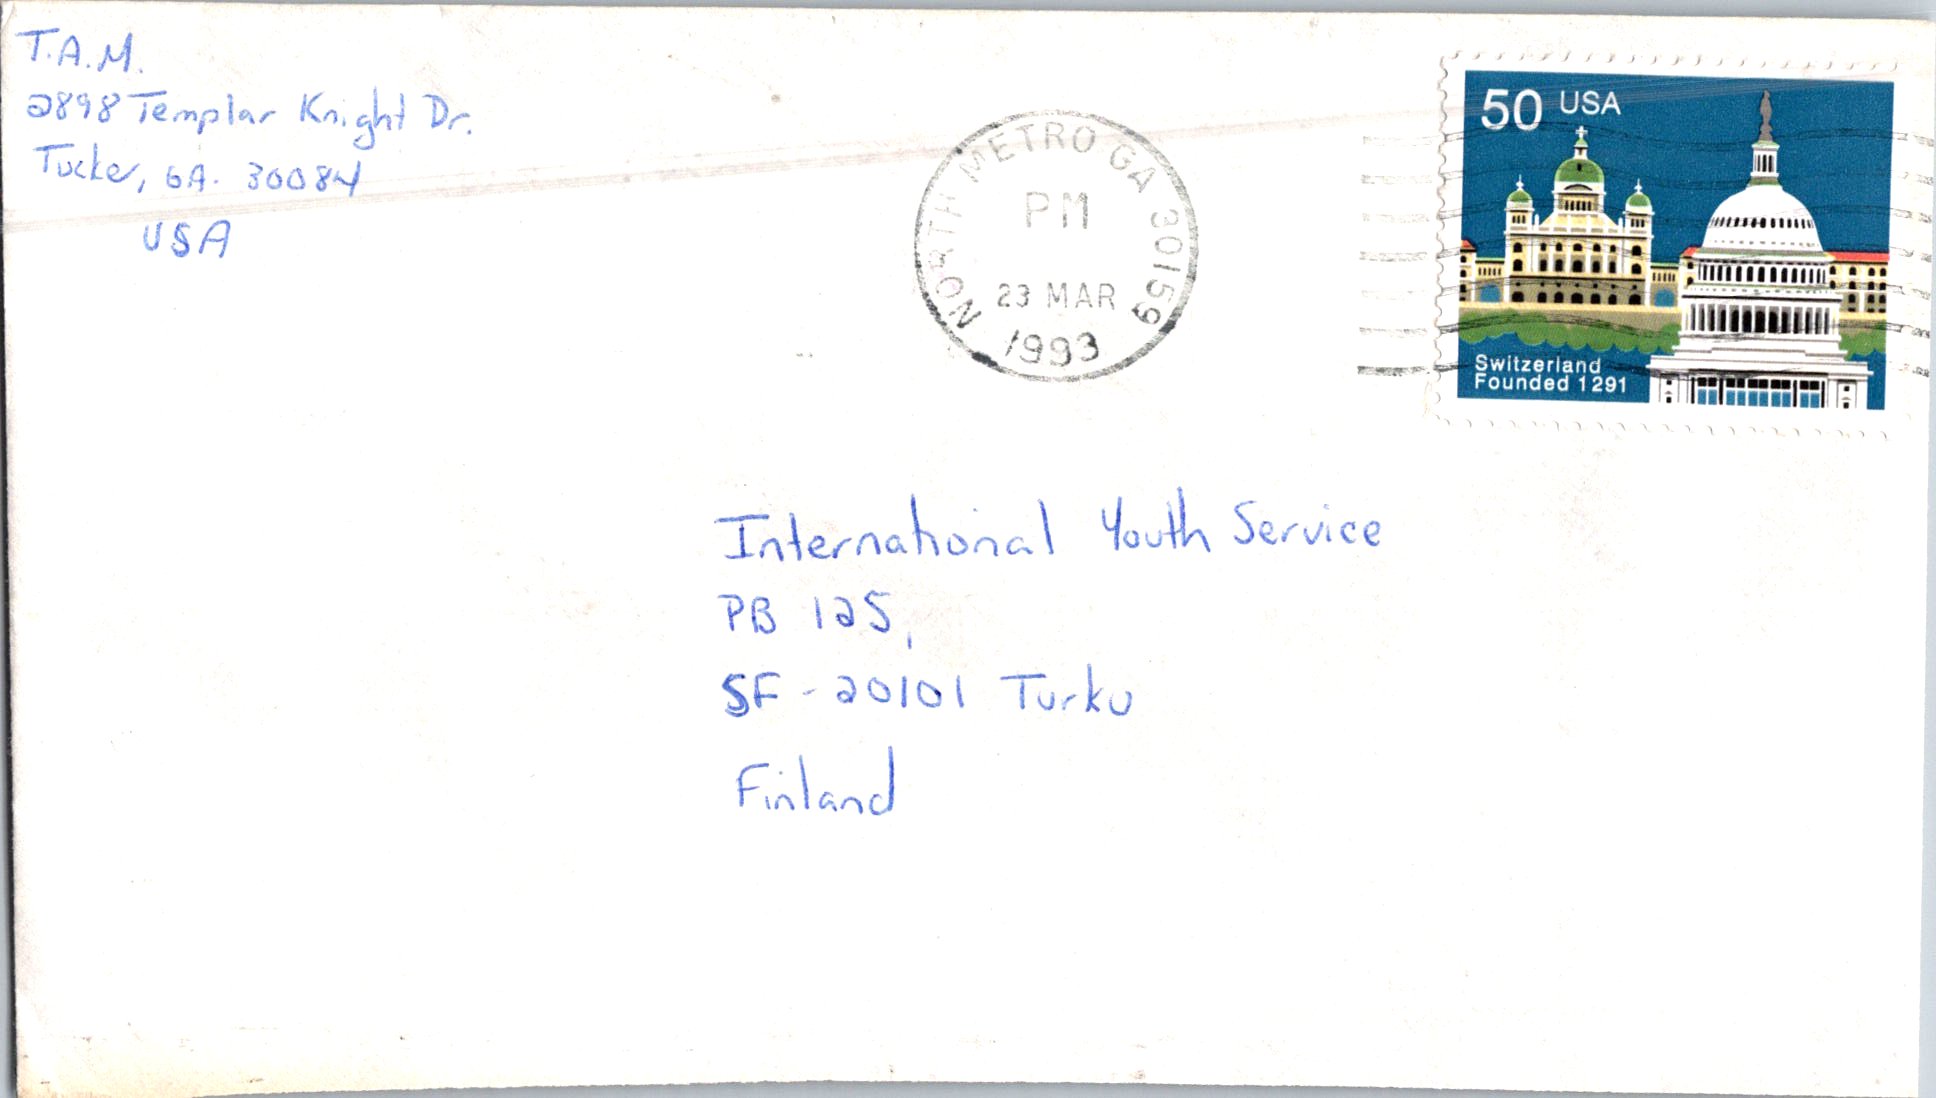 T.A.M.
2898 Templar Knight Dr.
Tucker, GA. 30084
USA
NORTH METRO GA 30159
PM
23 MAR
1993
50 USA
Switzerland
Founded 1291
International Youth Service
PB 125,
SF - 20101 Turku
Finland